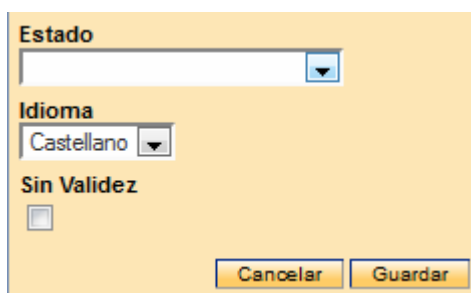 Estado
Idioma
Castellano
Sin Validez
Cancelar Guardar